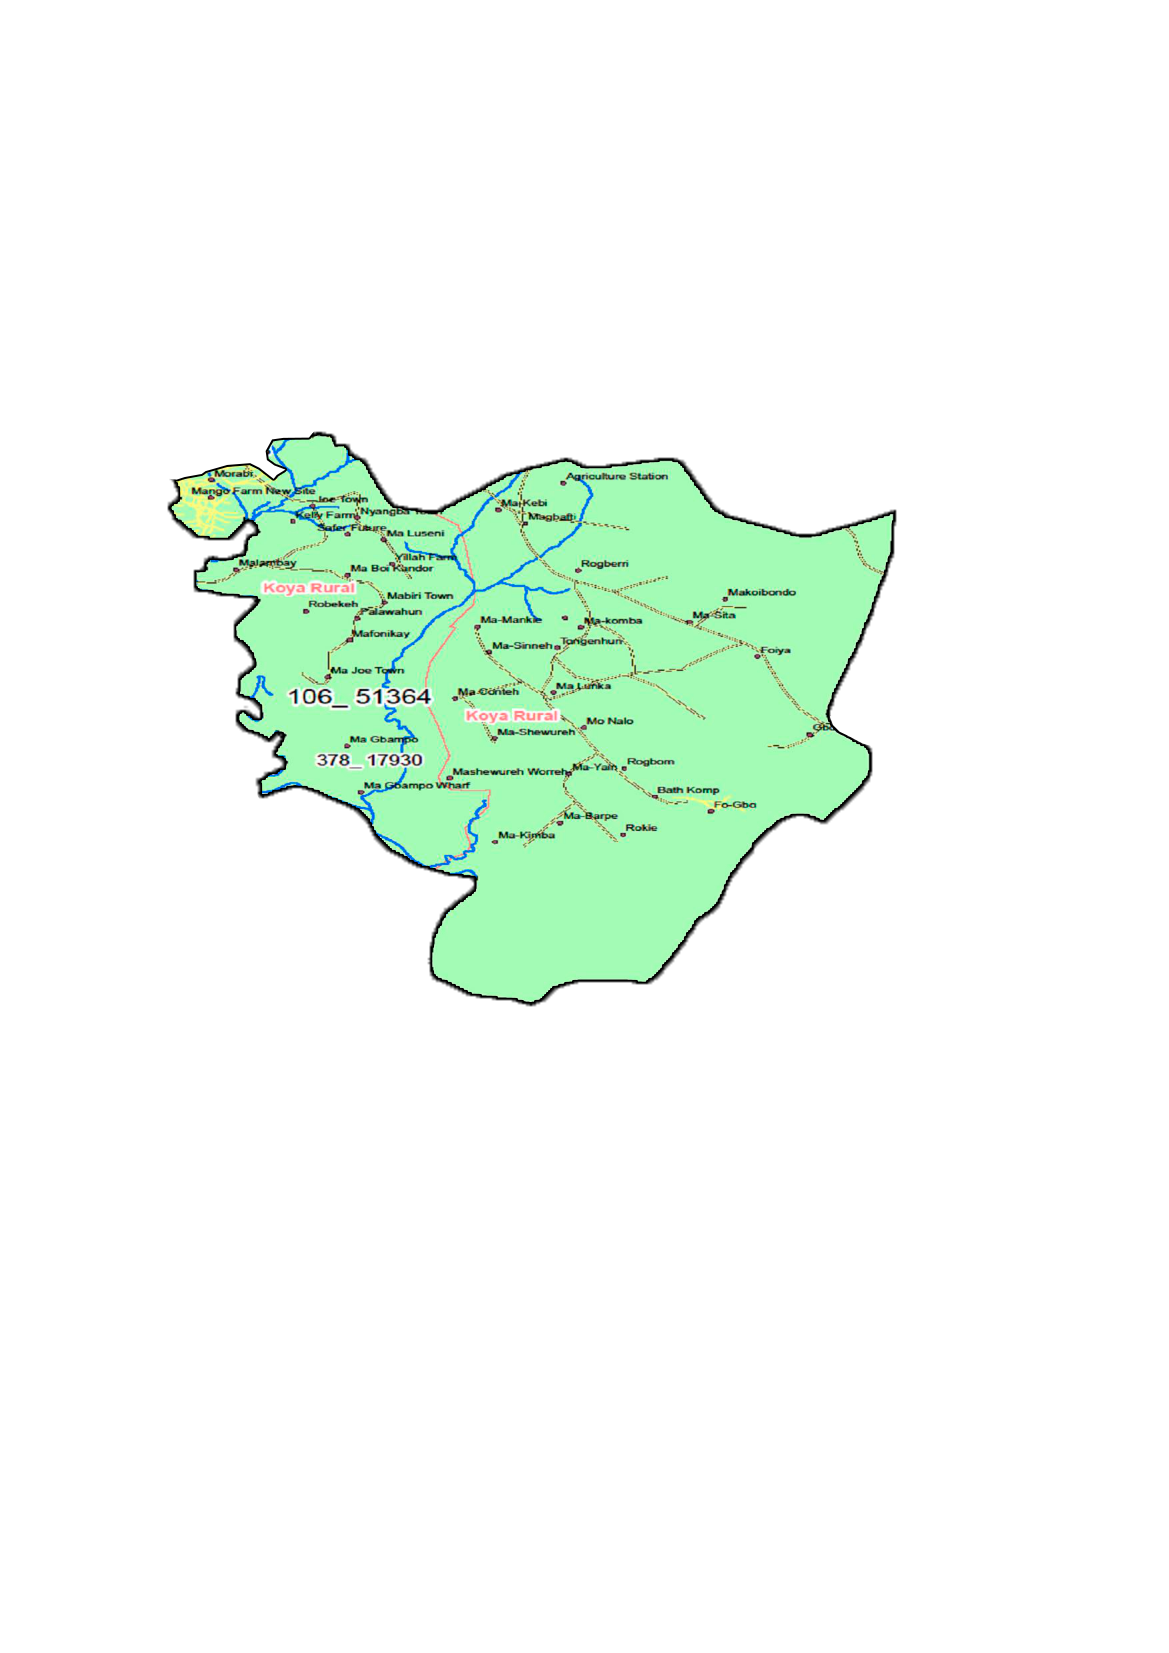 Morabi
Agriculture Station
Mango Farm New Site
Joe Town
Ma-Kebi
Kelly Farm
Nyangba
Magbafti
Safer Future
Ma Luseni
Yillah Farm
Malambay
Ma Boi Kandor
Rogberri
Koya Rural
Mabiri Town
Makoibondo
Robekeh
Palawahun
Ma-Sita
Ma-Mankie
Ma-komba
Mafonikay
Tongenhun
Ma-Sinneh
Foiya
Ma Joe Town
106_ 51364
Ma Conteh
Ma Lunka
Koya Rural
Mo Nalo
Ma-Shewureh
Ma Gbampo
378_ 17930
Mashewureh Worreh
Ma-Yain
Rogbom
Ma Gbampo Wharf
Bath Komp
Fo-Gbo
Ma-Barpe
Rokie
Ma-Kimba